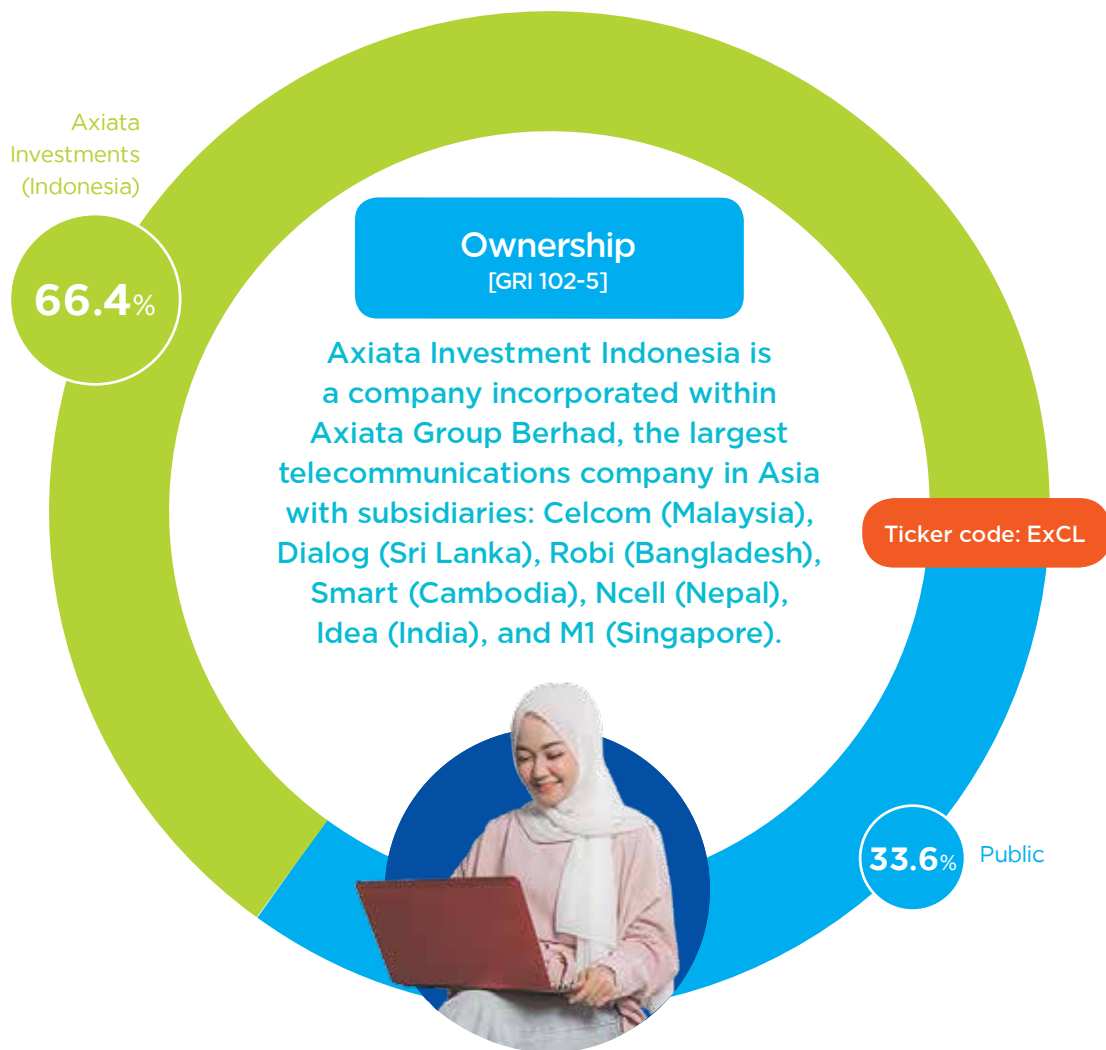 Axiata
Investments
(Indonesia)
66.4%
Ownership
[GRI 102-5]
Axiata Investment Indonesia is
a company incorporated within
Axiata Group Berhad, the largest
telecommunications company in Asia
with subsidiaries: Celcom (Malaysia),
Dialog (Sri Lanka), Robi (Bangladesh),
Smart (Cambodia), Ncell (Nepal),
Idea (India), and M1 (Singapore).
Ticker code: ExCL
33.6%
Public